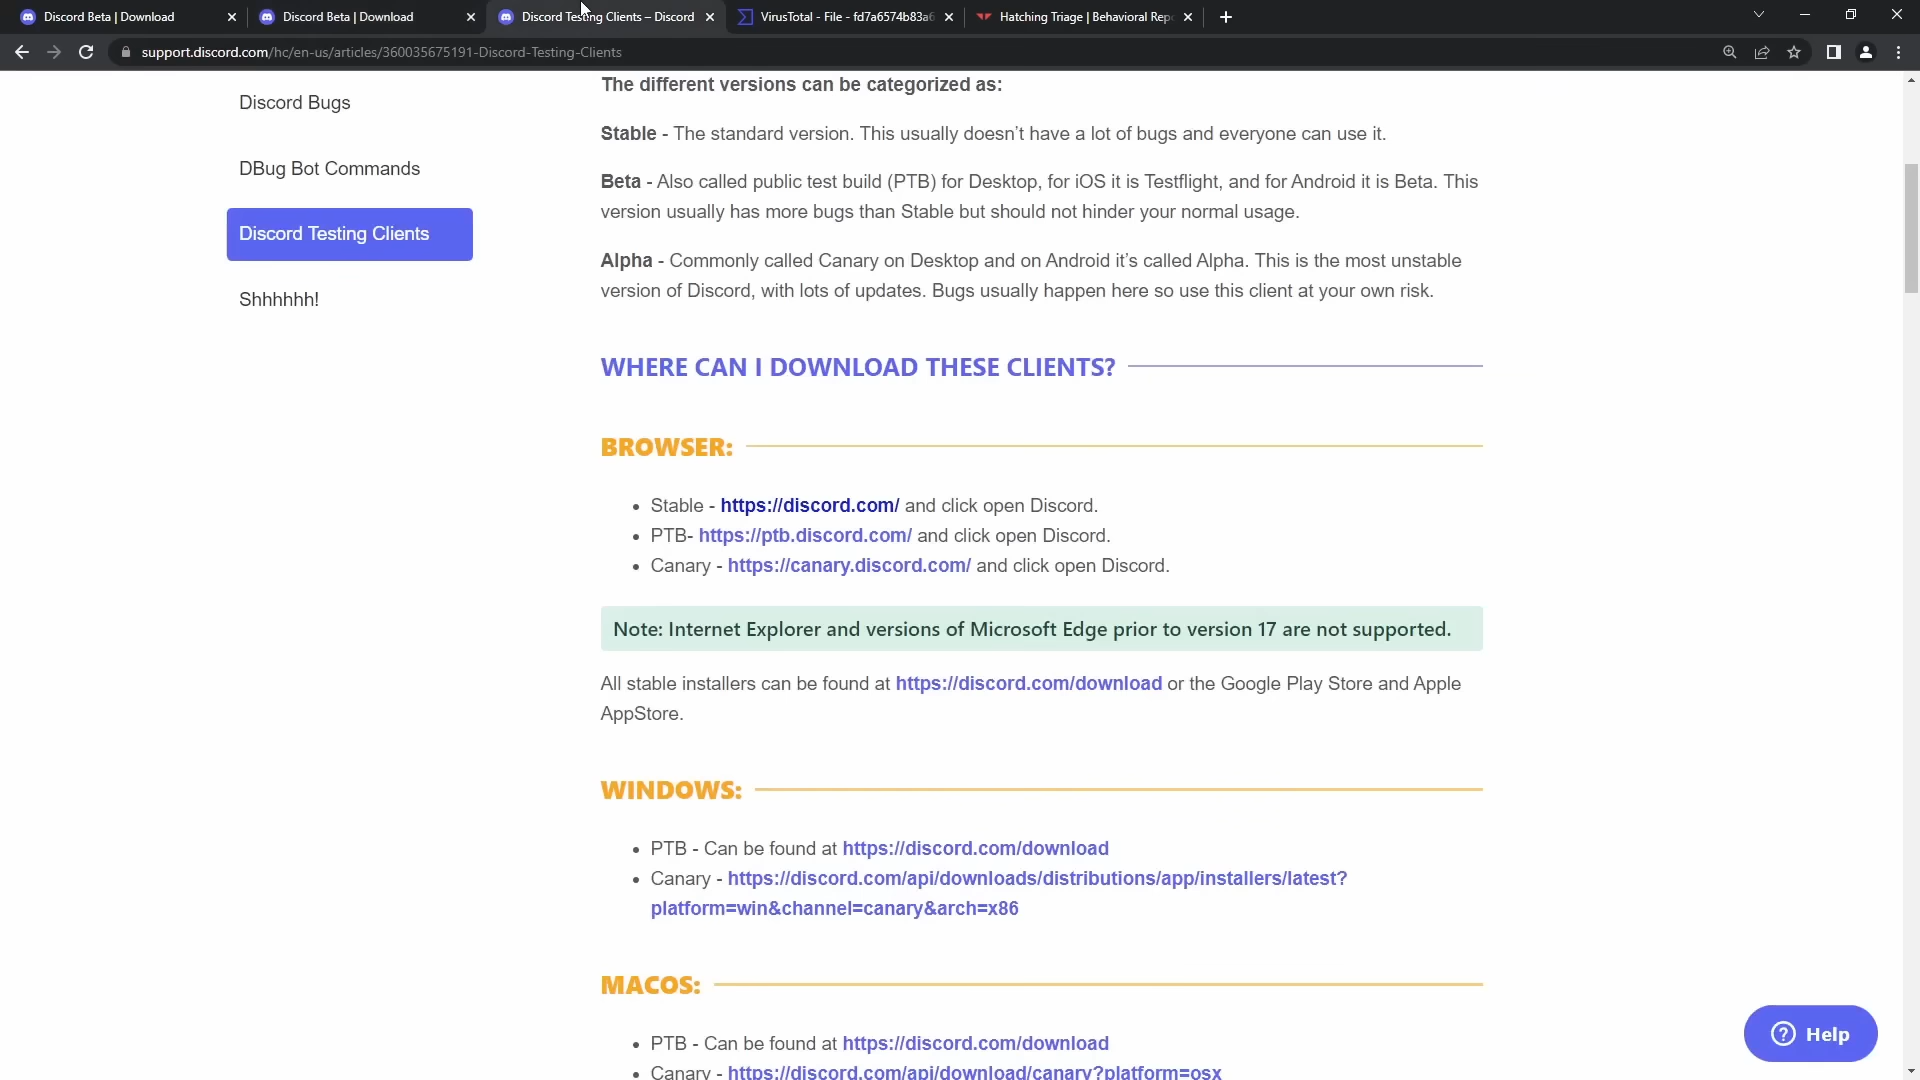 Discord Beta | Download
Discord Beta | Download
Discord Testing Clients – Discord
VirusTotal - File - fd7a6574b83a6
Hatching Triage | Behavioral Rep
support.discord.com/hc/en-us/articles/360035675191-Discord-Testing-Clients
Discord Bugs
DBug Bot Commands
Discord Testing Clients
Shhhhhh!
The different versions can be categorized as:
Stable - The standard version. This usually doesn’t have a lot of bugs and everyone can use it.
Beta - Also called public test build (PTB) for Desktop, for iOS it is Testflight, and for Android it is Beta. This
version usually has more bugs than Stable but should not hinder your normal usage.
Alpha - Commonly called Canary on Desktop and on Android it’s called Alpha. This is the most unstable
version of Discord, with lots of updates. Bugs usually happen here so use this client at your own risk.
WHERE CAN I DOWNLOAD THESE CLIENTS?
BROWSER:
• Stable - https://discord.com/ and click open Discord.
• PTB- https://ptb.discord.com/ and click open Discord.
• Canary - https://canary.discord.com/ and click open Discord.
Note: Internet Explorer and versions of Microsoft Edge prior to version 17 are not supported.
All stable installers can be found at https://discord.com/download or the Google Play Store and Apple
AppStore.
WINDOWS:
• PTB - Can be found at https://discord.com/download
• Canary - https://discord.com/api/downloads/distributions/app/installers/latest?
platform=win&channel=canary&arch=x86
MACOS:
• PTB - Can be found at https://discord.com/download
• Canary - https://discord.com/api/download/canary?platform=osx
Help